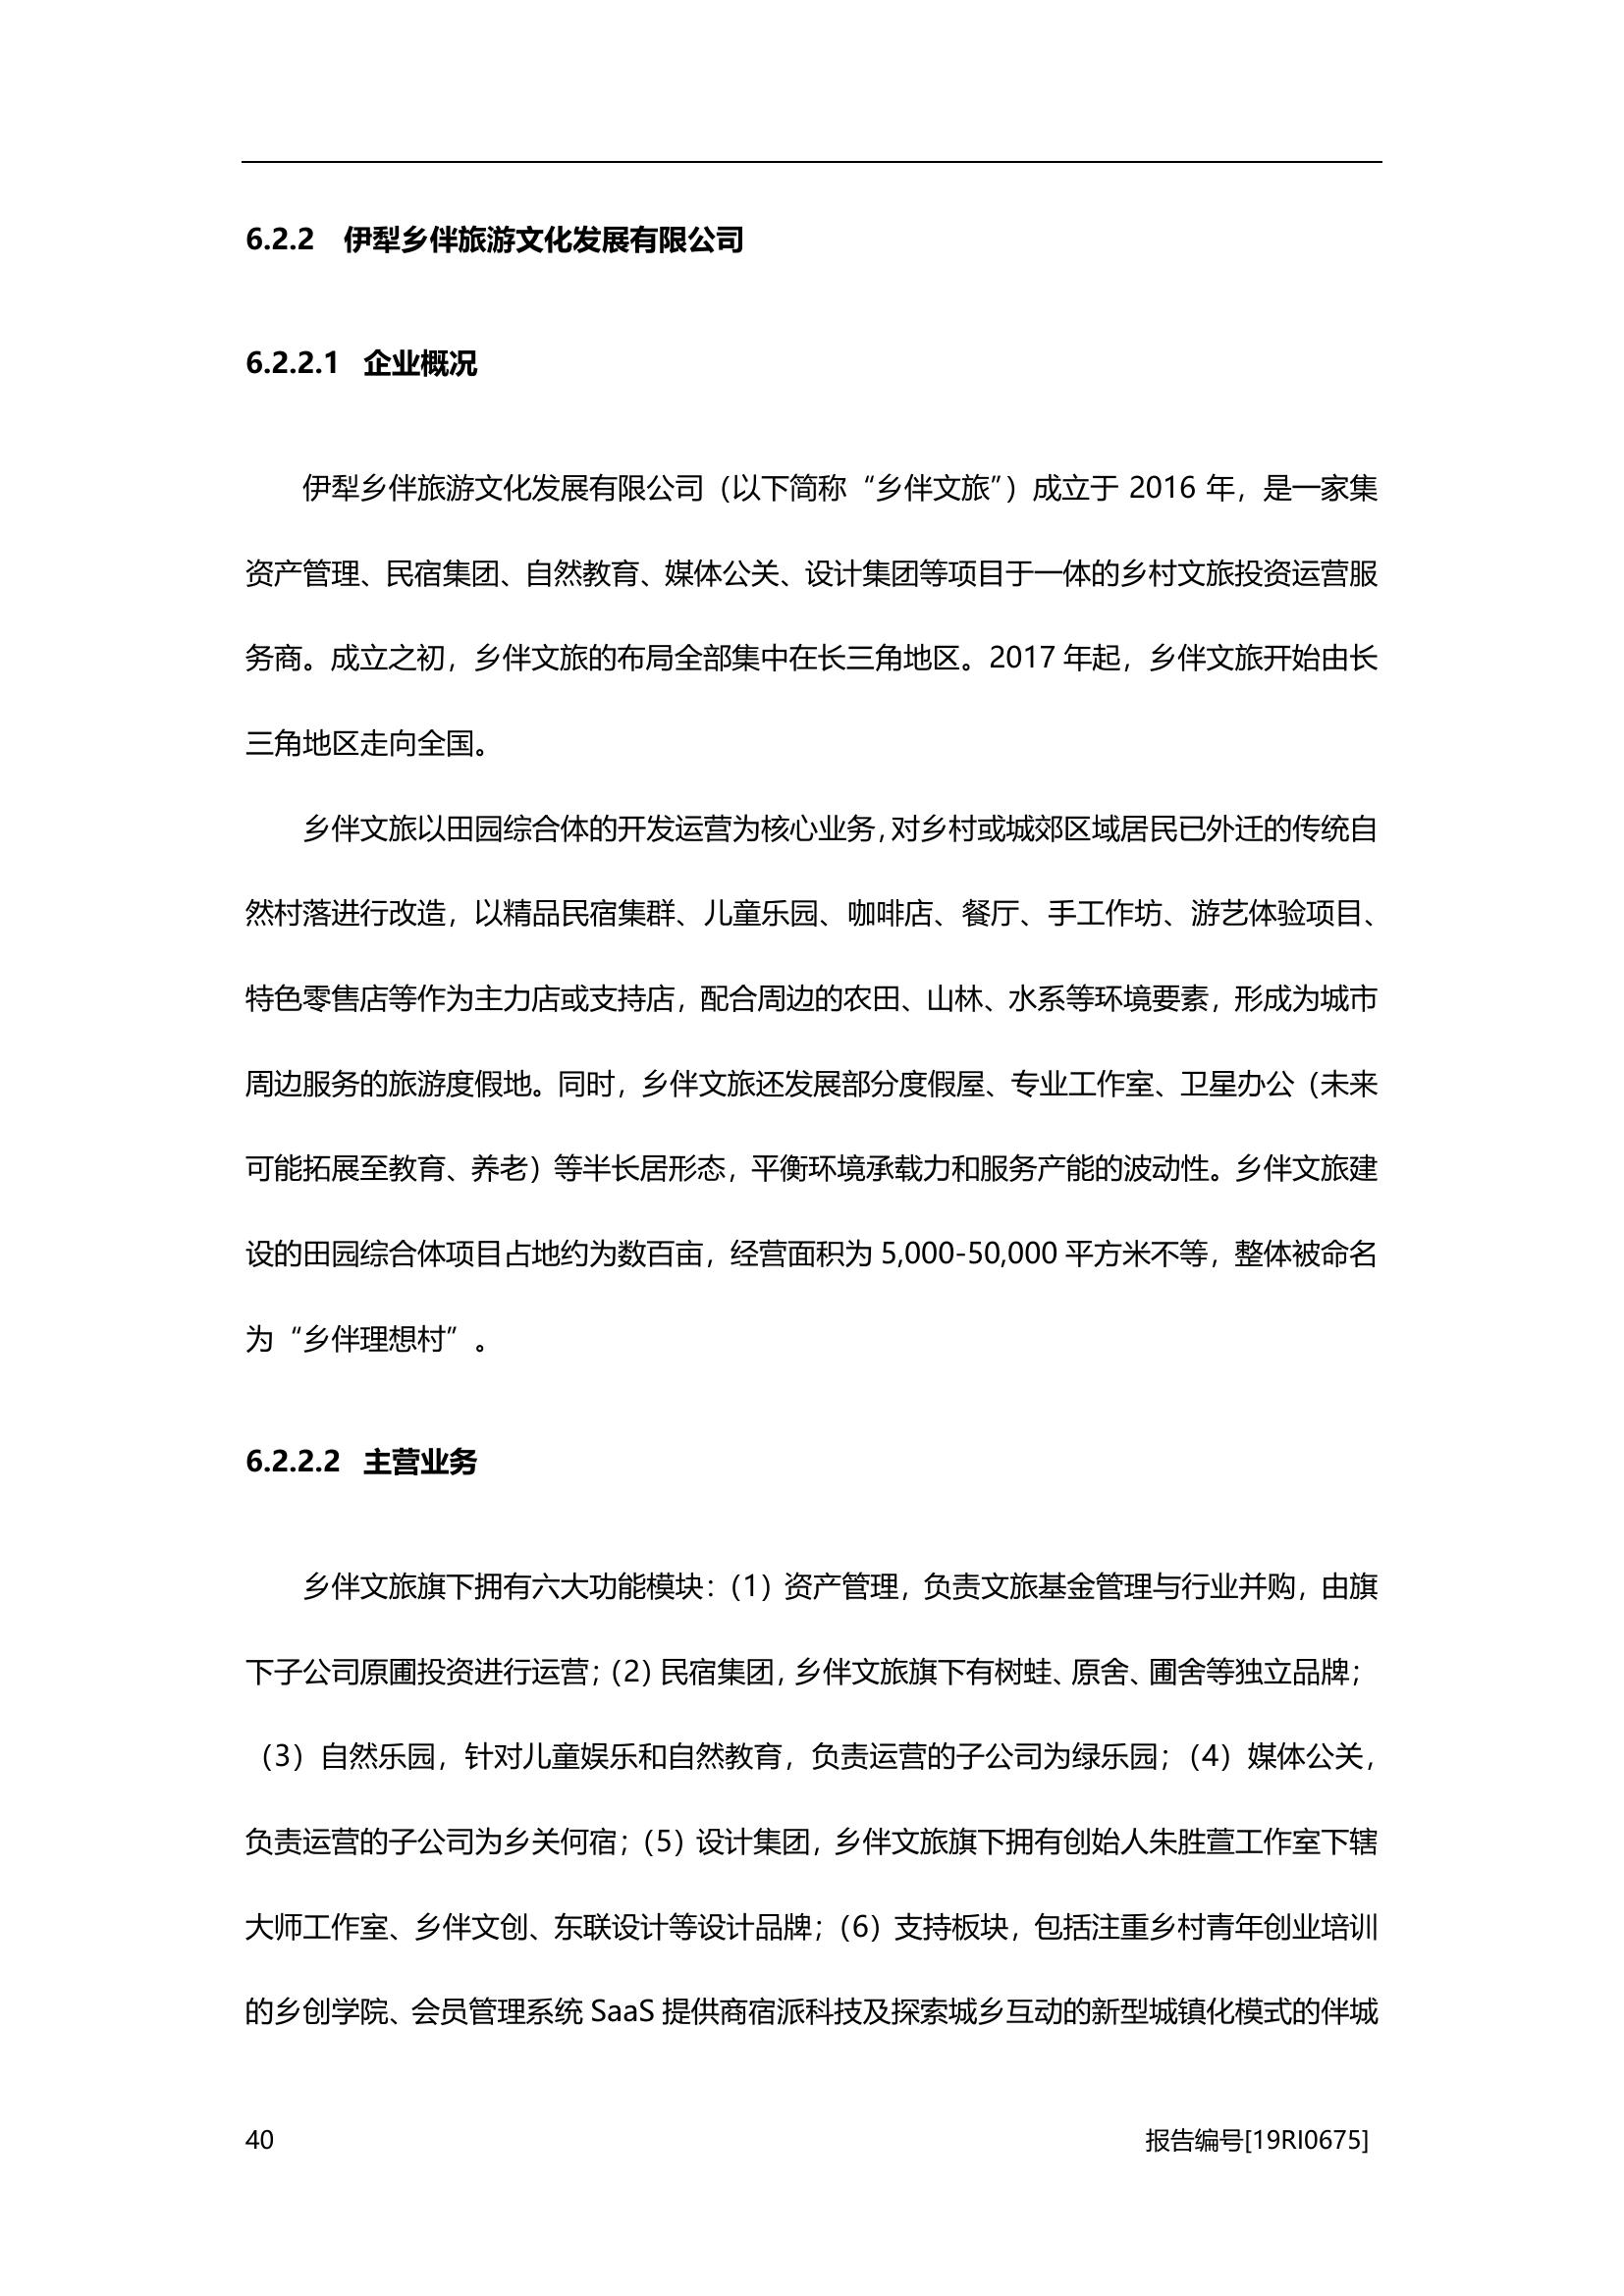 6.2.2 伊犁乡伴旅游文化发展有限公司
6.2.2.1 企业概况
伊犁乡伴旅游文化发展有限公司（以下简称“乡伴文旅”）成立于 2016 年，是一家集
资产管理、民宿集团、自然教育、媒体公关、设计集团等项目于一体的乡村文旅投资运营服
务商。成立之初，乡伴文旅的布局全部集中在长三角地区。2017 年起，乡伴文旅开始由长
三角地区走向全国。
乡伴文旅以田园综合体的开发运营为核心业务，对乡村或城郊区域居民已外迁的传统自
然村落进行改造，以精品民宿集群、儿童乐园、咖啡店、餐厅、手工作坊、游艺体验项目、
特色零售店等作为主力店或支持店，配合周边的农田、山林、水系等环境要素，形成为城市
周边服务的旅游度假地。同时，乡伴文旅还发展部分度假屋、专业工作室、卫星办公（未来
可能拓展至教育、养老）等半长居形态，平衡环境承载力和服务产能的波动性。乡伴文旅建
设的田园综合体项目占地约为数百亩，经营面积为 5,000-50,000 平方米不等，整体被命名
为“乡伴理想村”。
6.2.2.2 主营业务
乡伴文旅旗下拥有六大功能模块：（1）资产管理，负责文旅基金管理与行业并购，由旗
下子公司原圃投资进行运营；（2）民宿集团，乡伴文旅旗下有树蛙、原舍、圃舍等独立品牌；
（3）自然乐园，针对儿童娱乐和自然教育，负责运营的子公司为绿乐园；（4）媒体公关，
负责运营的子公司为乡关何宿；（5）设计集团，乡伴文旅旗下拥有创始人朱胜萱工作室下辖
大师工作室、乡伴文创、东联设计等设计品牌；（6）支持板块，包括注重乡村青年创业培训
的乡创学院、会员管理系统 SaaS 提供商宿派科技及探索城乡互动的新型城镇化模式的伴城
40
报告编号[19RI0675]